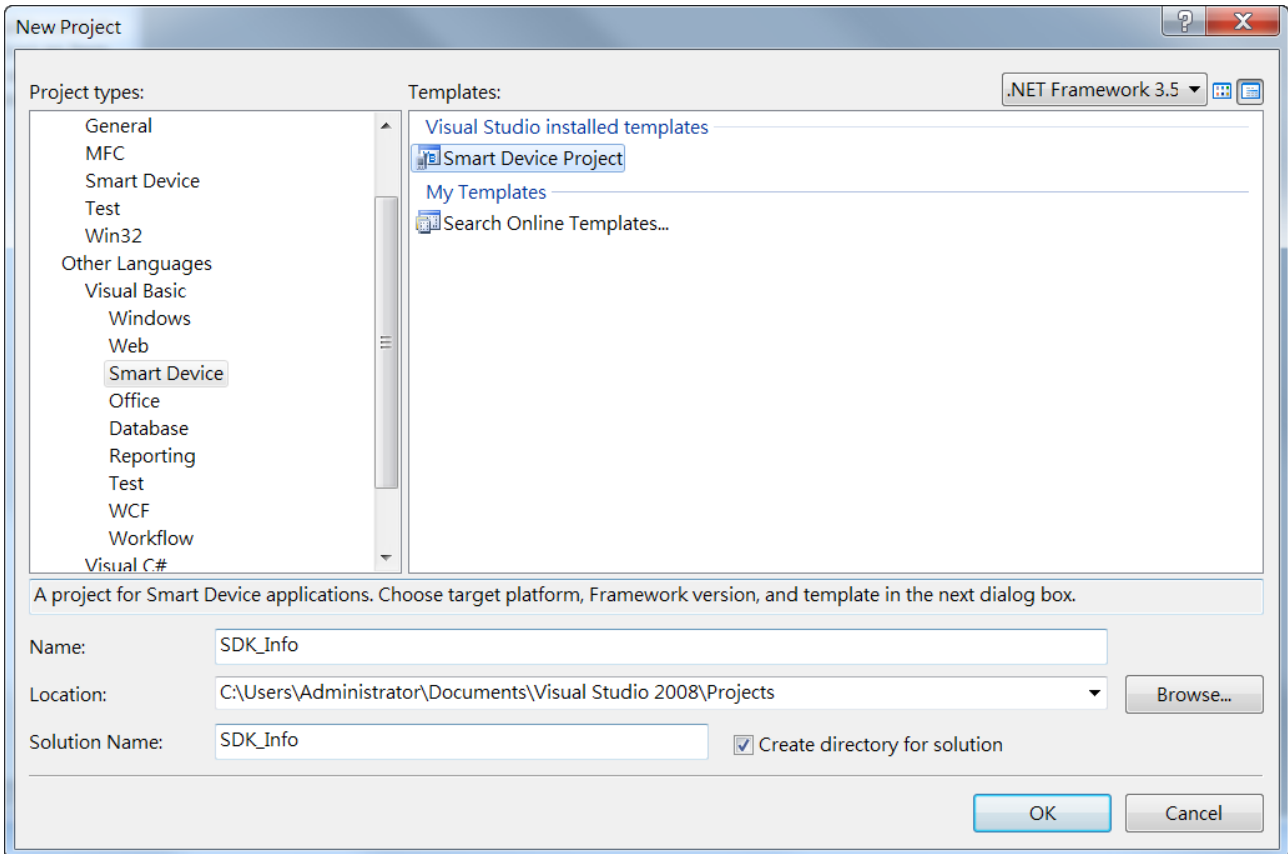 New Project
Project types:
Templates:
.NET Framework 3.5
General
MFC
Smart Device
Test
Win32
Other Languages
Visual Basic
Windows
Web
Smart Device
Office
Database
Reporting
Test
WCF
Workflow
Visual C#
Visual Studio installed templates
Smart Device Project
My Templates
Search Online Templates...
A project for Smart Device applications. Choose target platform, Framework version, and template in the next dialog box.
Name:
SDK_Info
Location:
C:\Users\Administrator\Documents\Visual Studio 2008\Projects
Browse...
Solution Name:
SDK_Info
Create directory for solution
OK
Cancel